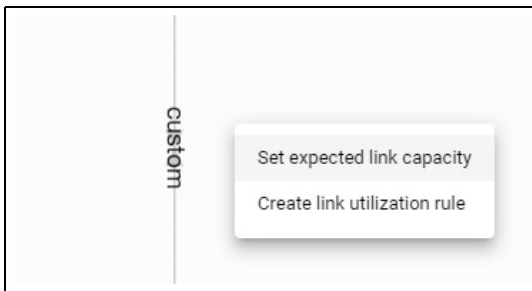 custom
Set expected link capacity
Create link utilization rule